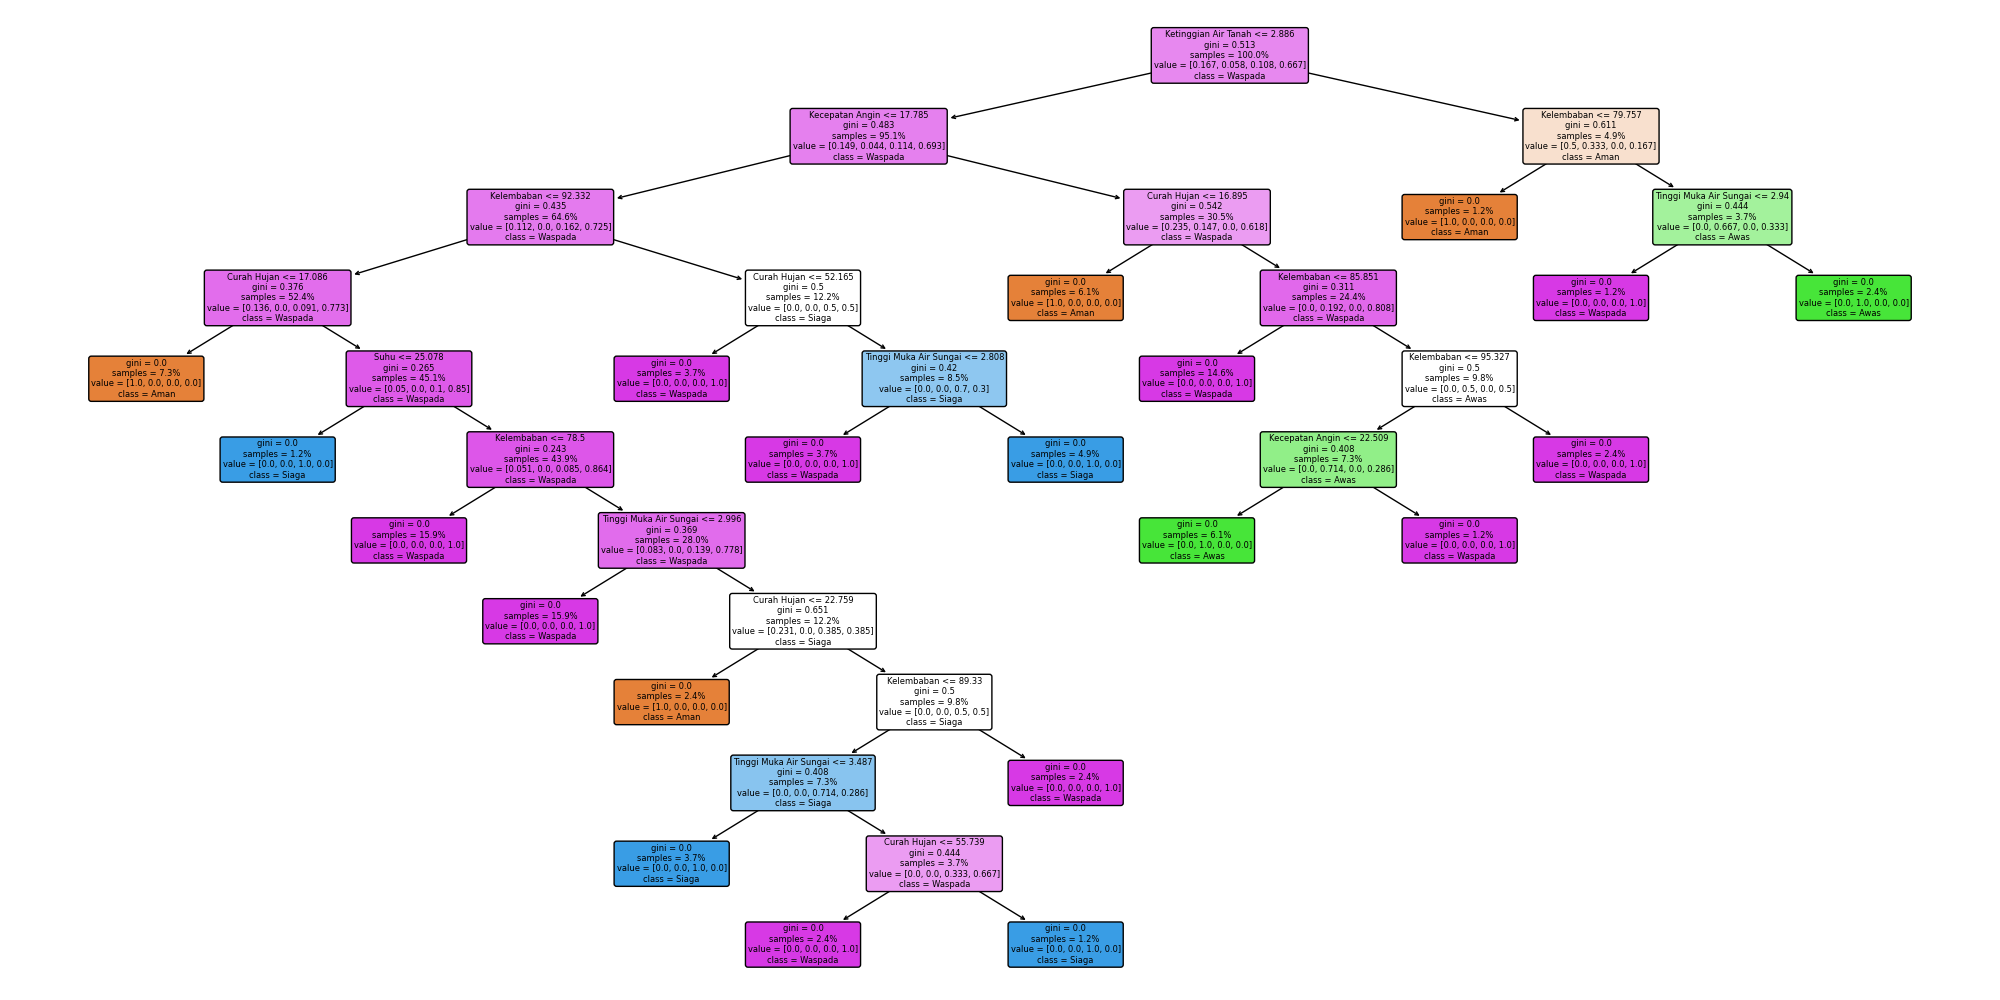 Ketinggian Air Tanah <= 2.886
gini = 0.513
samples = 100.0%
value = [0.167, 0.058, 0.108, 0.667]
class = Waspada
Kecepatan Angin <= 17.785
gini = 0.483
samples = 95.1%
value = [0.149, 0.044, 0.114, 0.693]
class = Waspada
Kelembaban <= 79.757
gini = 0.611
samples = 4.9%
value = [0.5, 0.333, 0.0, 0.167]
class = Aman
Kelembaban <= 92.332
gini = 0.435
samples = 64.6%
value = [0.112, 0.0, 0.162, 0.725]
class = Waspada
Curah Hujan <= 16.895
gini = 0.542
samples = 30.5%
value = [0.235, 0.147, 0.0, 0.618]
class = Waspada
gini = 0.0
samples = 1.2%
value = [1.0, 0.0, 0.0, 0.0]
class = Aman
Tinggi Muka Air Sungai <= 2.94
gini = 0.444
samples = 3.7%
value = [0.0, 0.667, 0.0, 0.333]
class = Awas
Curah Hujan <= 17.086
gini = 0.376
samples = 52.4%
value = [0.136, 0.0, 0.091, 0.773]
class = Waspada
Curah Hujan <= 52.165
gini = 0.5
samples = 12.2%
value = [0.0, 0.0, 0.5, 0.5]
class = Siaga
gini = 0.0
samples = 6.1%
value = [1.0, 0.0, 0.0, 0.0]
class = Aman
Kelembaban <= 85.851
gini = 0.311
samples = 24.4%
value = [0.0, 0.192, 0.0, 0.808]
class = Waspada
gini = 0.0
samples = 1.2%
value = [0.0, 0.0, 0.0, 1.0]
class = Waspada
gini = 0.0
samples = 2.4%
value = [0.0, 1.0, 0.0, 0.0]
class = Awas
gini = 0.0
samples = 7.3%
value = [1.0, 0.0, 0.0, 0.0]
class = Aman
Suhu <= 25.078
gini = 0.265
samples = 45.1%
value = [0.05, 0.0, 0.1, 0.85]
class = Waspada
gini = 0.0
samples = 3.7%
value = [0.0, 0.0, 0.0, 1.0]
class = Waspada
Tinggi Muka Air Sungai <= 2.808
gini = 0.42
samples = 8.5%
value = [0.0, 0.0, 0.7, 0.3]
class = Siaga
gini = 0.0
samples = 14.6%
value = [0.0, 0.0, 0.0, 1.0]
class = Waspada
Kelembaban <= 95.327
gini = 0.5
samples = 9.8%
value = [0.0, 0.5, 0.0, 0.5]
class = Awas
gini = 0.0
samples = 1.2%
value = [0.0, 0.0, 1.0, 0.0]
class = Siaga
Kelembaban <= 78.5
gini = 0.243
samples = 43.9%
value = [0.051, 0.0, 0.085, 0.864]
class = Waspada
gini = 0.0
samples = 3.7%
value = [0.0, 0.0, 0.0, 1.0]
class = Waspada
gini = 0.0
samples = 4.9%
value = [0.0, 0.0, 1.0, 0.0]
class = Siaga
Kecepatan Angin <= 22.509
gini = 0.408
samples = 7.3%
value = [0.0, 0.714, 0.0, 0.286]
class = Awas
gini = 0.0
samples = 2.4%
value = [0.0, 0.0, 0.0, 1.0]
class = Waspada
gini = 0.0
samples = 15.9%
value = [0.0, 0.0, 0.0, 1.0]
class = Waspada
Tinggi Muka Air Sungai <= 2.996
gini = 0.369
samples = 28.0%
value = [0.083, 0.0, 0.139, 0.778]
class = Waspada
gini = 0.0
samples = 6.1%
value = [0.0, 1.0, 0.0, 0.0]
class = Awas
gini = 0.0
samples = 1.2%
value = [0.0, 0.0, 0.0, 1.0]
class = Waspada
gini = 0.0
samples = 15.9%
value = [0.0, 0.0, 0.0, 1.0]
class = Waspada
Curah Hujan <= 22.759
gini = 0.651
samples = 12.2%
value = [0.231, 0.0, 0.385, 0.385]
class = Siaga
gini = 0.0
samples = 2.4%
value = [1.0, 0.0, 0.0, 0.0]
class = Aman
Kelembaban <= 89.33
gini = 0.5
samples = 9.8%
value = [0.0, 0.0, 0.5, 0.5]
class = Siaga
Tinggi Muka Air Sungai <= 3.487
gini = 0.408
samples = 7.3%
value = [0.0, 0.0, 0.714, 0.286]
class = Siaga
gini = 0.0
samples = 2.4%
value = [0.0, 0.0, 0.0, 1.0]
class = Waspada
gini = 0.0
samples = 3.7%
value = [0.0, 0.0, 1.0, 0.0]
class = Siaga
Curah Hujan <= 55.739
gini = 0.444
samples = 3.7%
value = [0.0, 0.0, 0.333, 0.667]
class = Waspada
gini = 0.0
samples = 2.4%
value = [0.0, 0.0, 0.0, 1.0]
class = Waspada
gini = 0.0
samples = 1.2%
value = [0.0, 0.0, 1.0, 0.0]
class = Siaga